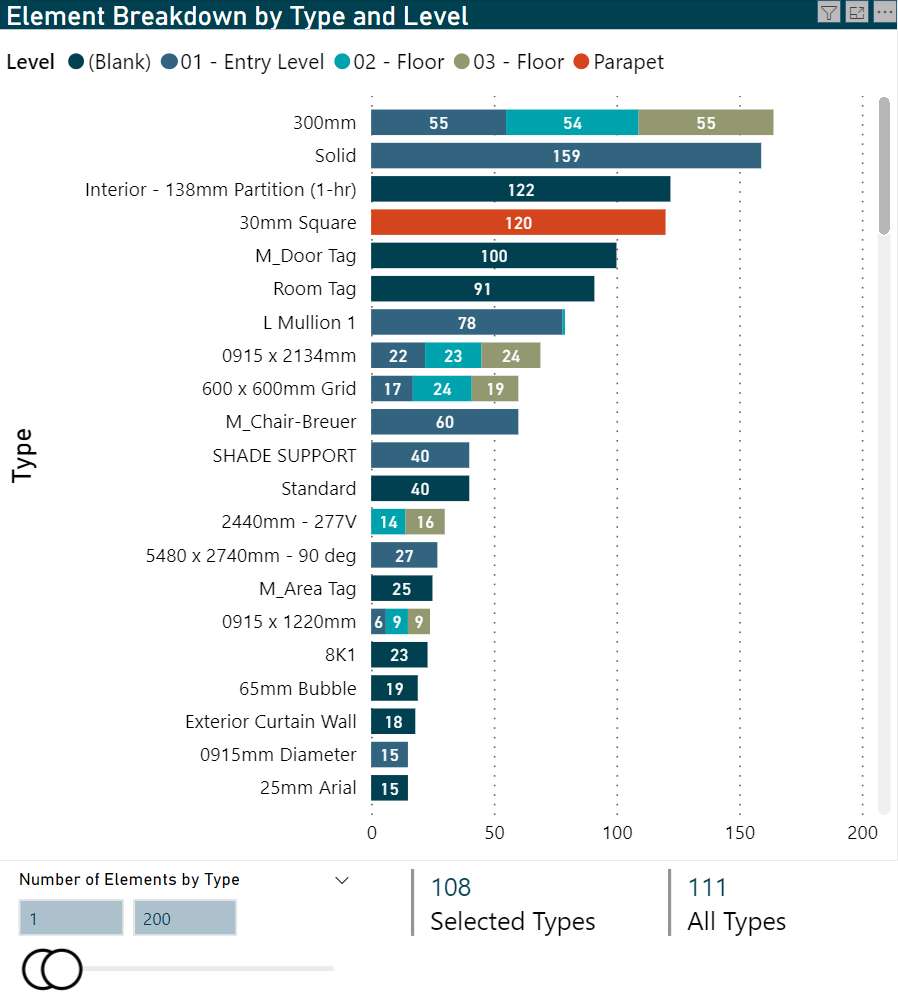 Element Breakdown by Type and Level
Level (Blank) 01 - Entry Level 02 - Floor 03 - Floor Parapet
300mm 55 54 55
Solid 159
Interior - 138mm Partition (1-hr) 122
30mm Square 120
M_Door Tag 100
Room Tag 91
L Mullion 1 78
0915 x 2134mm 22 23 24
600 x 600mm Grid 17 24 19
M_Chair-Breuer 60
SHADE SUPPORT 40
Standard 40
2440mm - 277V 14 16
5480 x 2740mm - 90 deg 27
M_Area Tag 25
0915 x 1220mm 6 9 9
8K1 23
65mm Bubble 19
Exterior Curtain Wall 18
0915mm Diameter 15
25mm Arial 15
Type
0 50 100 150 200
Number of Elements by Type
1 200
108
Selected Types
111
All Types